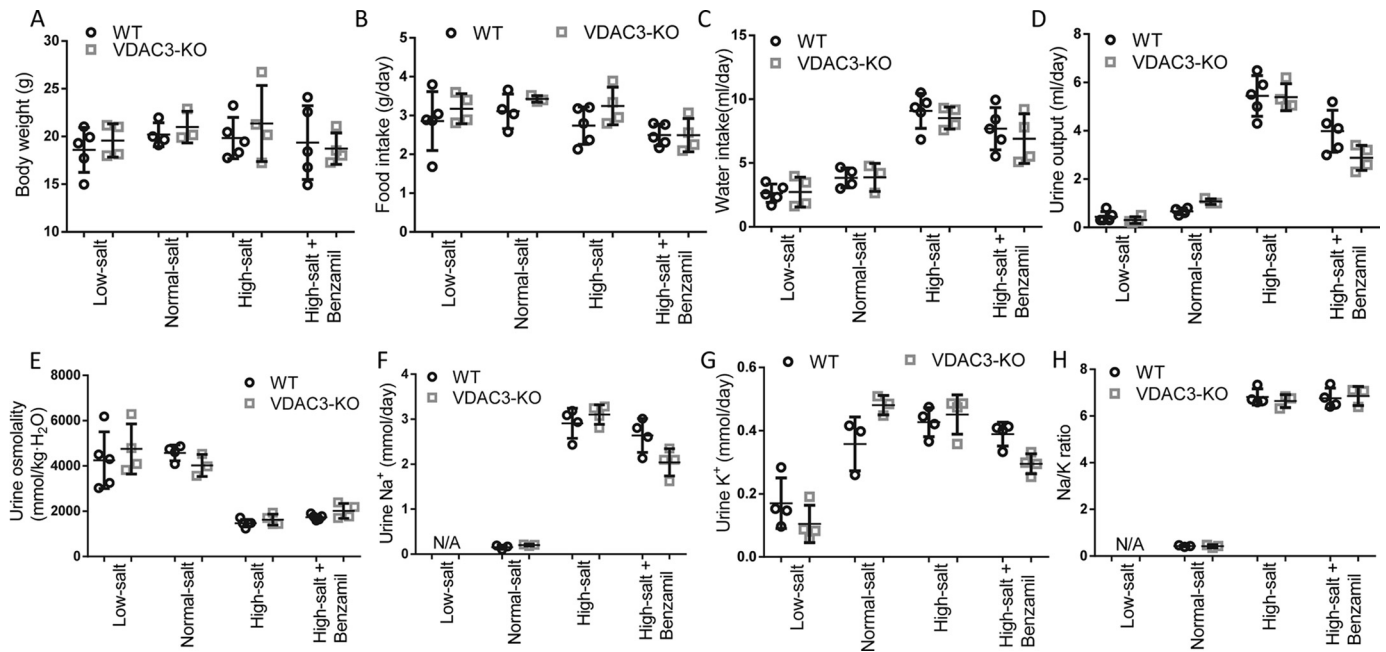 A
WT
VDAC3-KO
Body weight (g)
30
25
20
15
10
Low-salt
Normal-salt
High-salt
High-salt +
Benzamil
B
WT
VDAC3-KO
Food intake (g/day)
5
4
3
2
1
0
Low-salt
Normal-salt
High-salt
High-salt +
Benzamil
C
WT
VDAC3-KO
Water intake(ml/day)
15
10
5
0
Low-salt
Normal-salt
High-salt
High-salt +
Benzamil
D
WT
VDAC3-KO
Urine output (ml/day)
8
6
4
2
0
Low-salt
Normal-salt
High-salt
High-salt +
Benzamil
E
WT
VDAC3-KO
Urine osmolality
(mmol/kg·H₂O)
8000
6000
4000
2000
0
Low-salt
Normal-salt
High-salt
High-salt +
Benzamil
F
WT
VDAC3-KO
Urine Na⁺ (mmol/day)
4
3
2
1
0
N/A
Low-salt
Normal-salt
High-salt
High-salt +
Benzamil
G
WT
VDAC3-KO
Urine K⁺ (mmol/day)
0.6
0.4
0.2
0.0
Low-salt
Normal-salt
High-salt
High-salt +
Benzamil
H
WT
VDAC3-KO
Na/K ratio
8
6
4
2
0
N/A
Low-salt
Normal-salt
High-salt
High-salt +
Benzamil